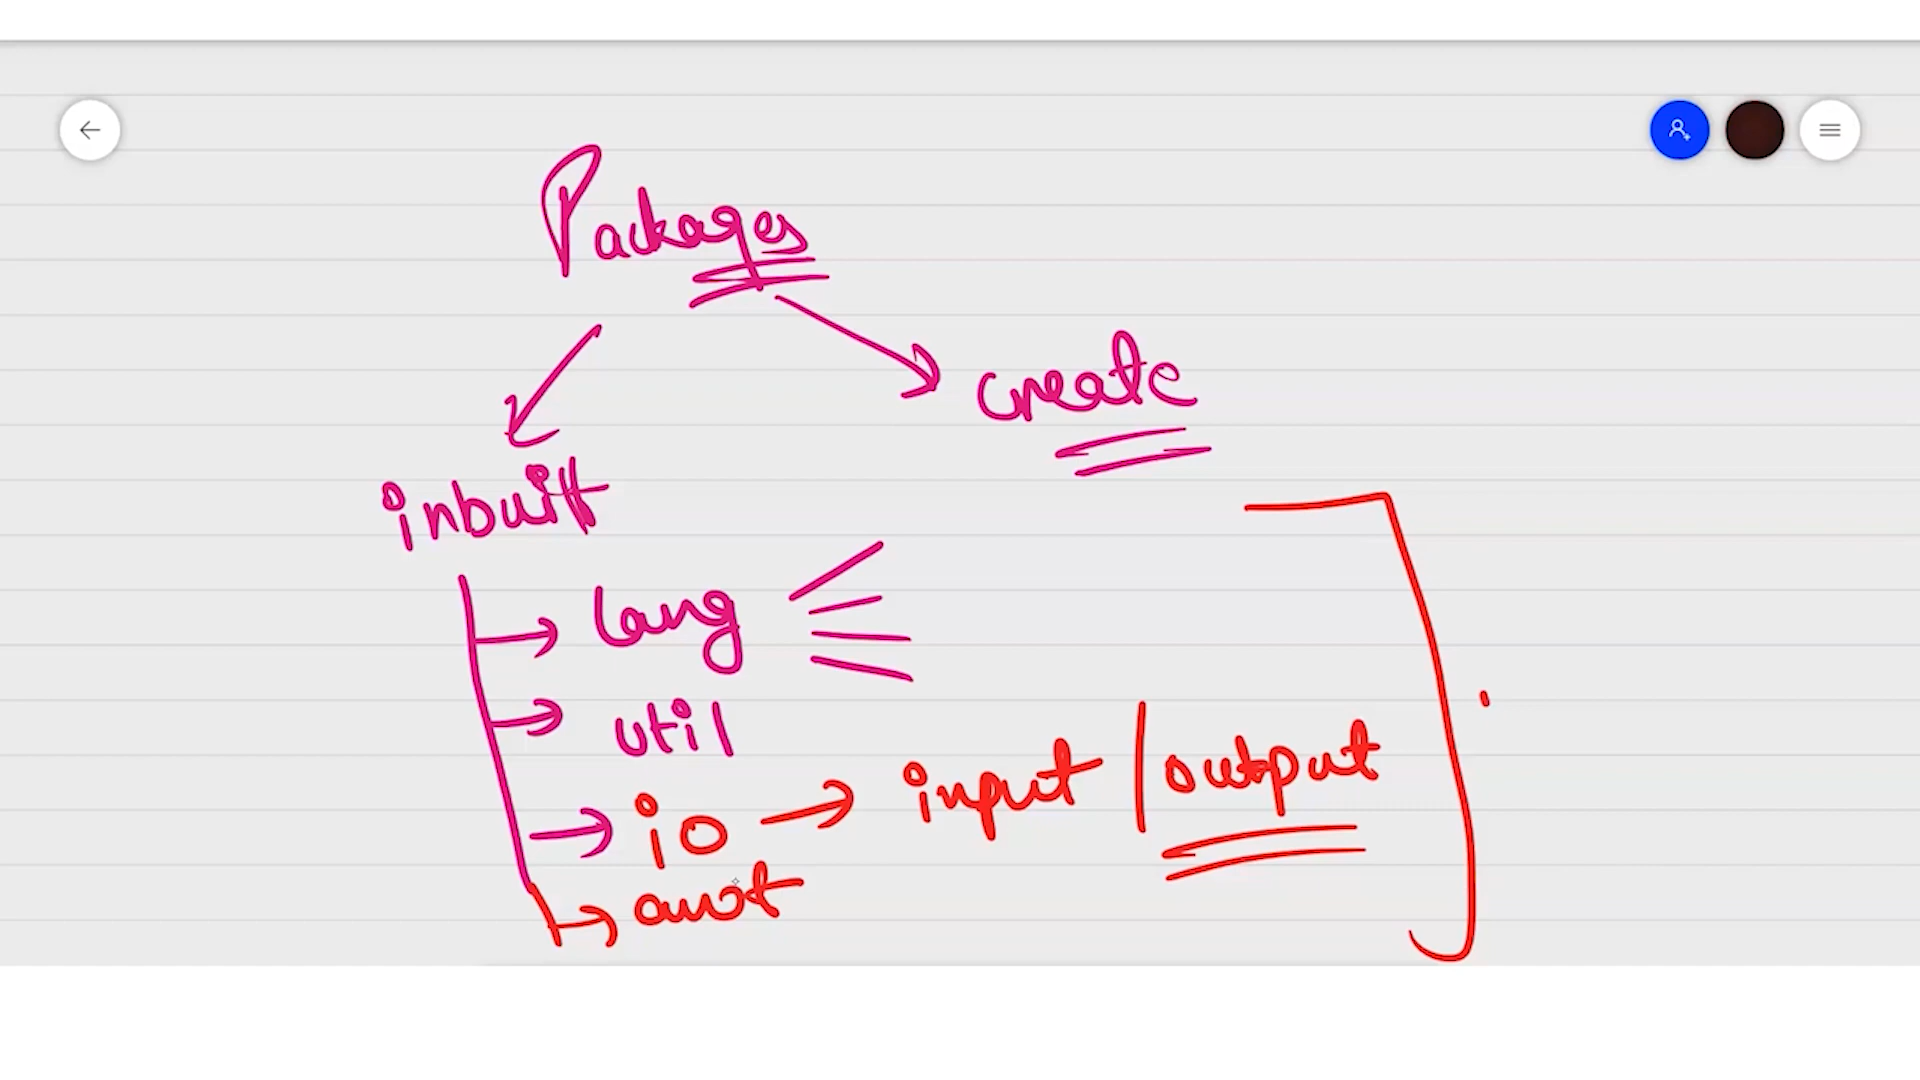 Packages
create
inbuilt
lang
util
io → input | output
awt